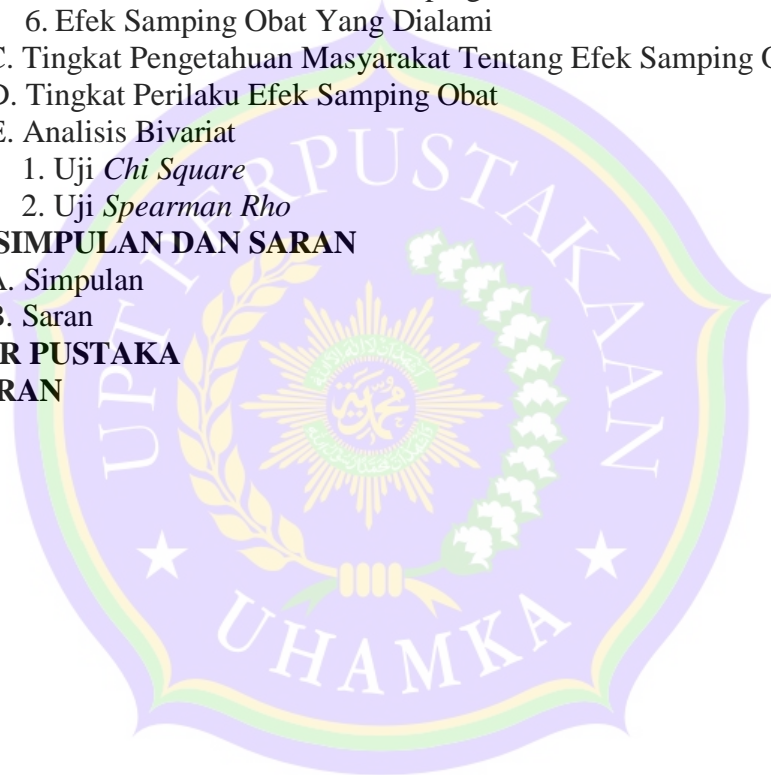 6. Efek Samping Obat Yang Dialami
C. Tingkat Pengetahuan Masyarakat Tentang Efek Samping
D. Tingkat Perilaku Efek Samping Obat
E. Analisis Bivariat
1. Uji Chi Square
2. Uji Spearman Rho
SIMPULAN DAN SARAN
A. Simpulan
B. Saran
R PUSTAKA
RAN
UPT PERPUSTAKAAN
UHAMKA